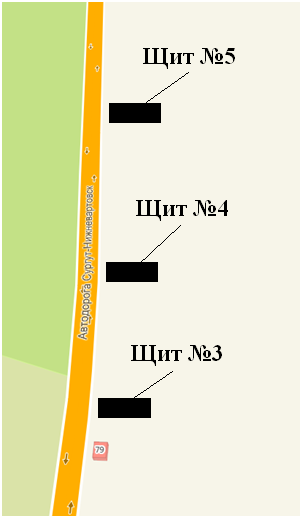 Щит №5
Щит №4
Автодорога Сургут-Нижневартовск
Щит №3
79